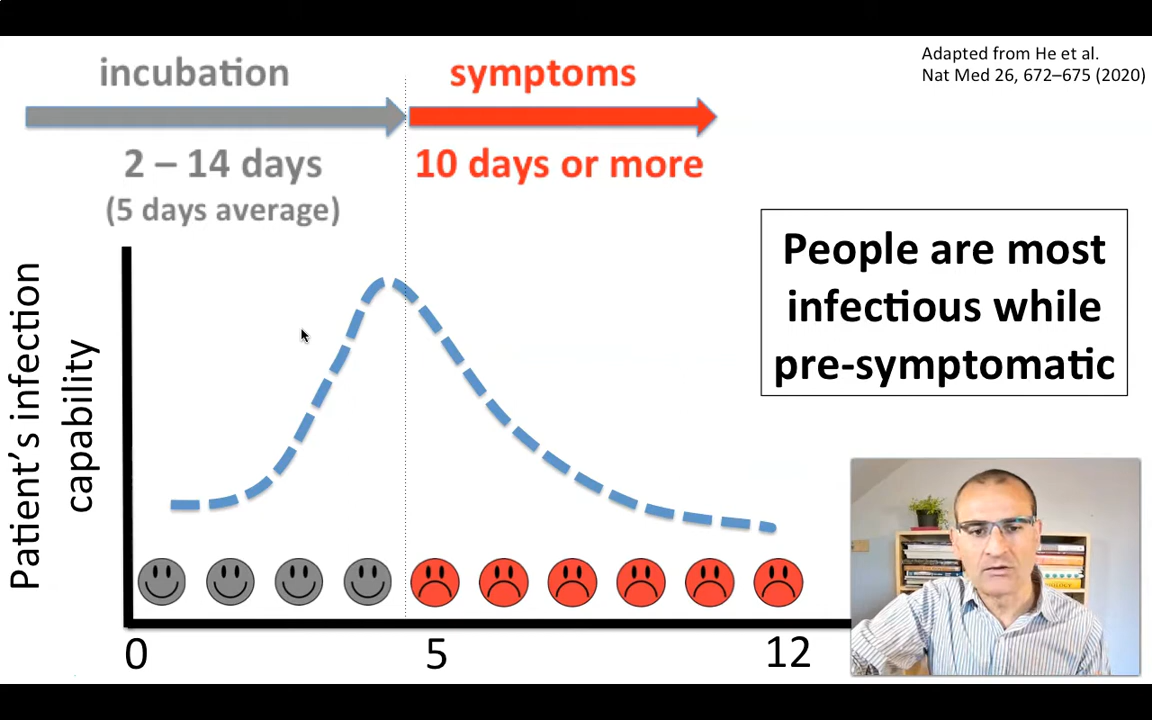 incubation
symptoms
Adapted from He et al.
Nat Med 26, 672–675 (2020)
2 – 14 days
(5 days average)
10 days or more
People are most
infectious while
pre-symptomatic
Patient's infection
capability
0
5
12